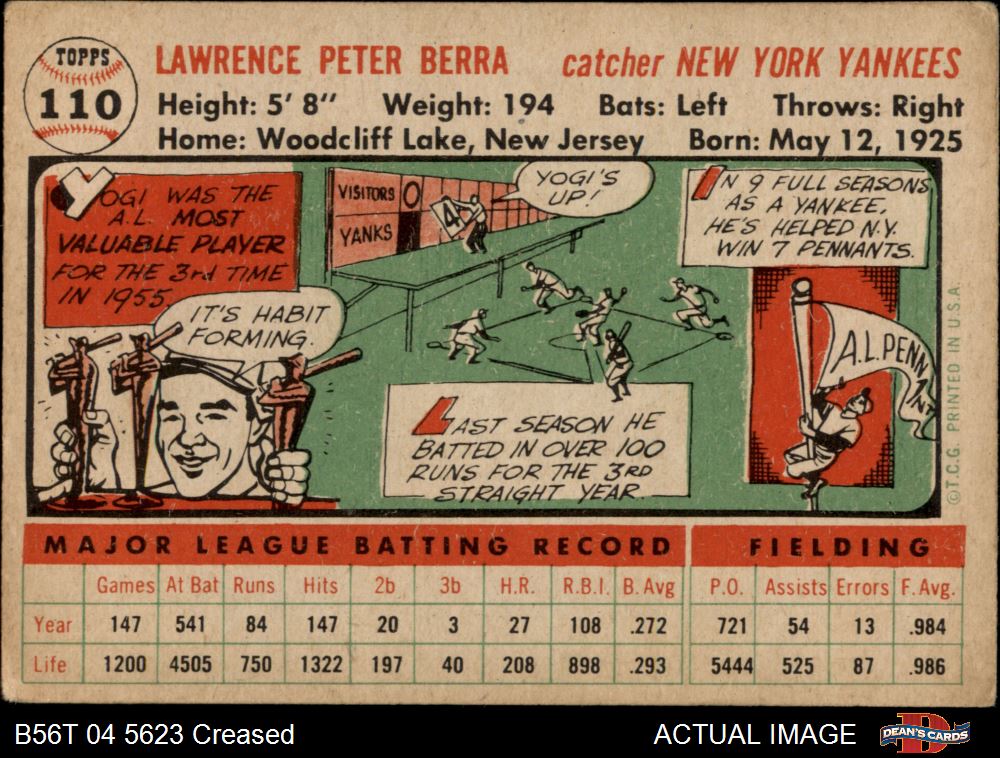 TOPPS
110
LAWRENCE PETER BERRA catcher NEW YORK YANKEES
Height: 5' 8" Weight: 194 Bats: Left Throws: Right
Home: Woodcliff Lake, New Jersey Born: May 12, 1925
YOGI WAS THE
A.L. MOST
VALUABLE PLAYER
FOR THE 3rd TIME
IN 1955.
IT'S HABIT
FORMING.
VISITORS 0
YANKS
4
YOGI'S
UP!
LAST SEASON HE
BATTED IN OVER 100
RUNS FOR THE 3RD
STRAIGHT YEAR
IN 9 FULL SEASONS
AS A YANKEE,
HE'S HELPED N.Y.
WIN 7 PENNANTS.
A.L. PENNANT
©T.C.G. PRINTED IN U.S.A.
MAJOR LEAGUE BATTING RECORD FIELDING
Games At Bat Runs Hits 2b 3b H.R. R.B.I. B. Avg P.O. Assists Errors F. Avg.
Year 147 541 84 147 20 3 27 108 .272 721 54 13 .984
Life 1200 4505 750 1322 197 40 208 898 .293 5444 525 87 .986
B56T 04 5623 Creased ACTUAL IMAGE D DEAN'S CARDS